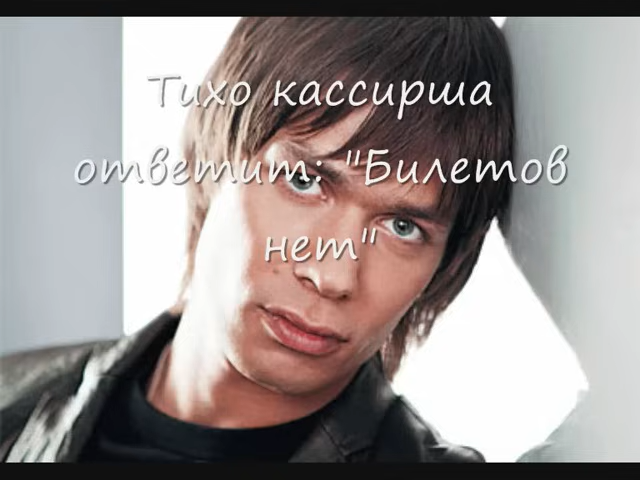 Тихо кассирша
ответит: "Билетов
нет"